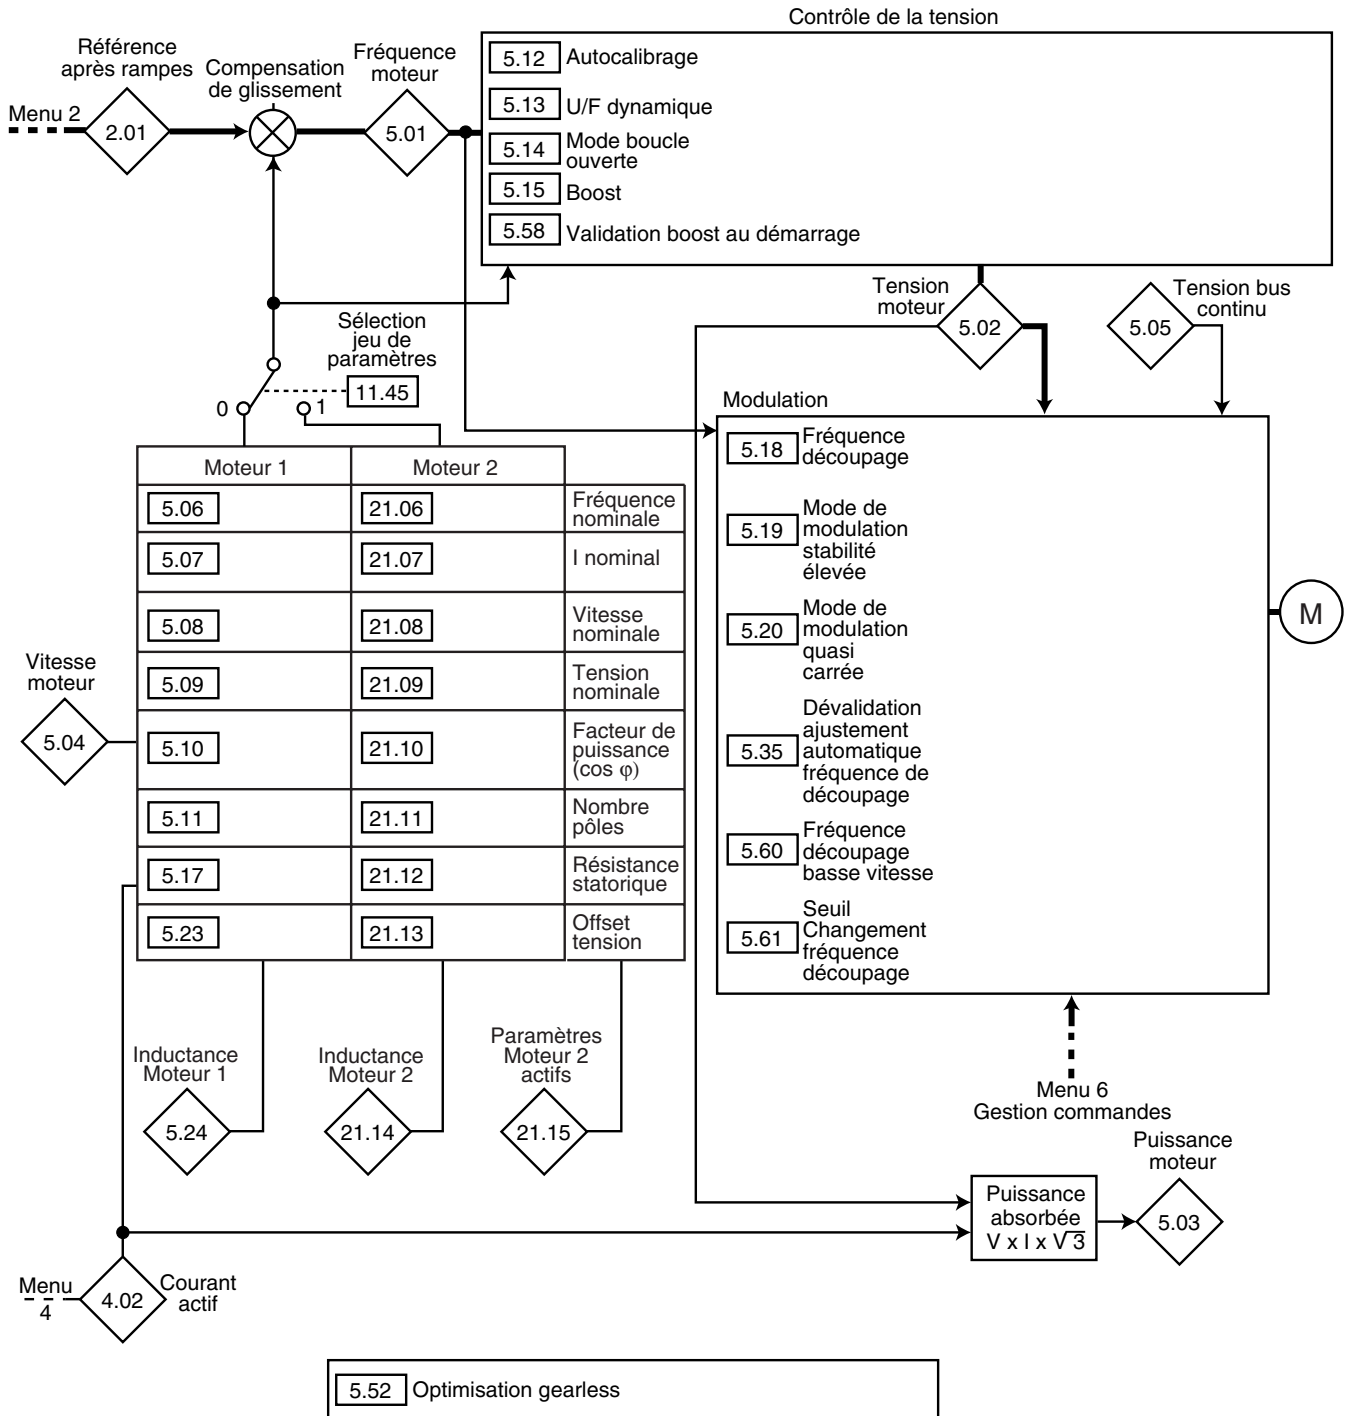 Contrôle de la tension
Référence
après rampes
Compensation
de glissement
Fréquence
moteur
Menu 2
2.01
5.01
5.12 Autocalibrage
5.13 U/F dynamique
5.14 Mode boucle
ouverte
5.15 Boost
5.58 Validation boost au démarrage
Tension
moteur
5.02
Tension bus
continu
5.05
Sélection
jeu de
paramètres
11.45
0
1
Modulation
5.18 Fréquence
découpage
5.19 Mode de
modulation
stabilité
élevée
5.20 Mode de
modulation
quasi
carrée
5.35 Dévalidation
ajustement
automatique
fréquence de
découpage
5.60 Fréquence
découpage
basse vitesse
5.61 Seuil
Changement
fréquence
découpage
M
Moteur 1 Moteur 2
5.06 21.06 Fréquence
nominale
5.07 21.07 I nominal
5.08 21.08 Vitesse
nominale
5.09 21.09 Tension
nominale
5.10 21.10 Facteur de
puissance
(cos φ)
5.11 21.11 Nombre
pôles
5.17 21.12 Résistance
statorique
5.23 21.13 Offset
tension
Vitesse
moteur
5.04
Inductance
Moteur 1
5.24
Inductance
Moteur 2
21.14
Paramètres
Moteur 2
actifs
21.15
Menu 6
Gestion commandes
Puissance
absorbée
V x I x √3
Puissance
moteur
5.03
Menu
4
4.02
Courant
actif
5.52 Optimisation gearless